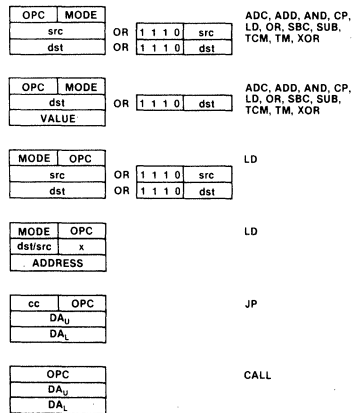 OPC MODE ADC, ADD, AND, CP,
src OR 1 1 1 0 src LD, OR, SBC, SUB,
dst OR 1 1 1 0 dst TCM, TM, XOR
OPC MODE ADC, ADD, AND, CP,
dst OR 1 1 1 0 dst LD, OR, SBC, SUB,
VALUE TCM, TM, XOR
MODE OPC LD
src OR 1 1 1 0 src
dst OR 1 1 1 0 dst
MODE OPC LD
dst/src x
ADDRESS
cc OPC JP
DAU
DAL
OPC CALL
DAU
DAL